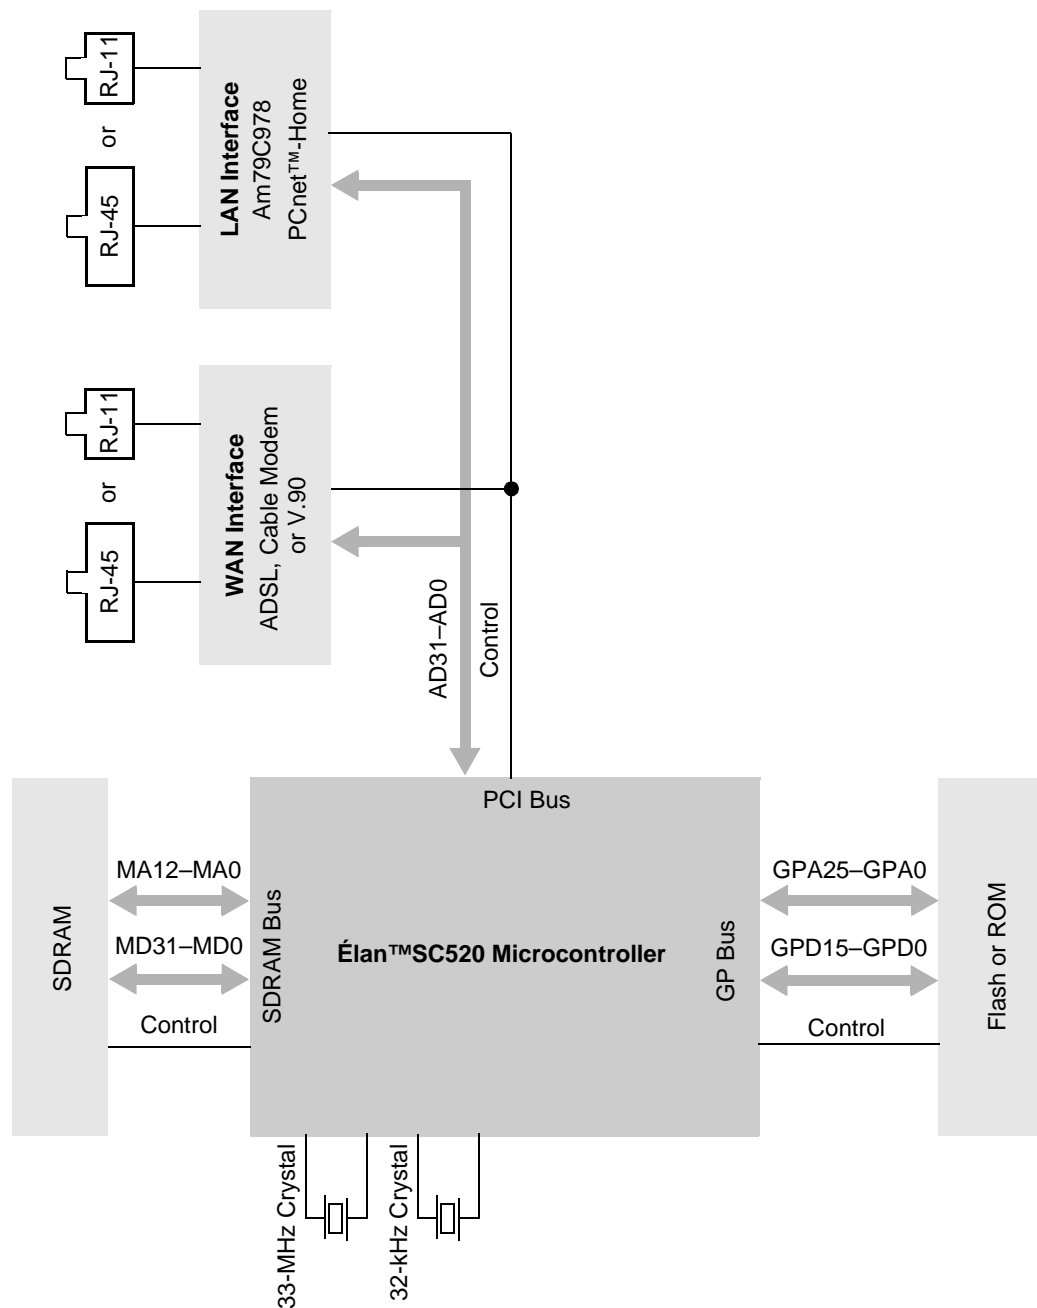 RJ-11
or
RJ-45
LAN Interface
Am79C978
PCnet™-Home
RJ-11
or
RJ-45
WAN Interface
ADSL, Cable Modem
or V.90
AD31–AD0
Control
PCI Bus
SDRAM
MA12–MA0
MD31–MD0
Control
SDRAM Bus
Élan™SC520 Microcontroller
GP Bus
GPA25–GPA0
GPD15–GPD0
Control
Flash or ROM
33-MHz Crystal
32-kHz Crystal